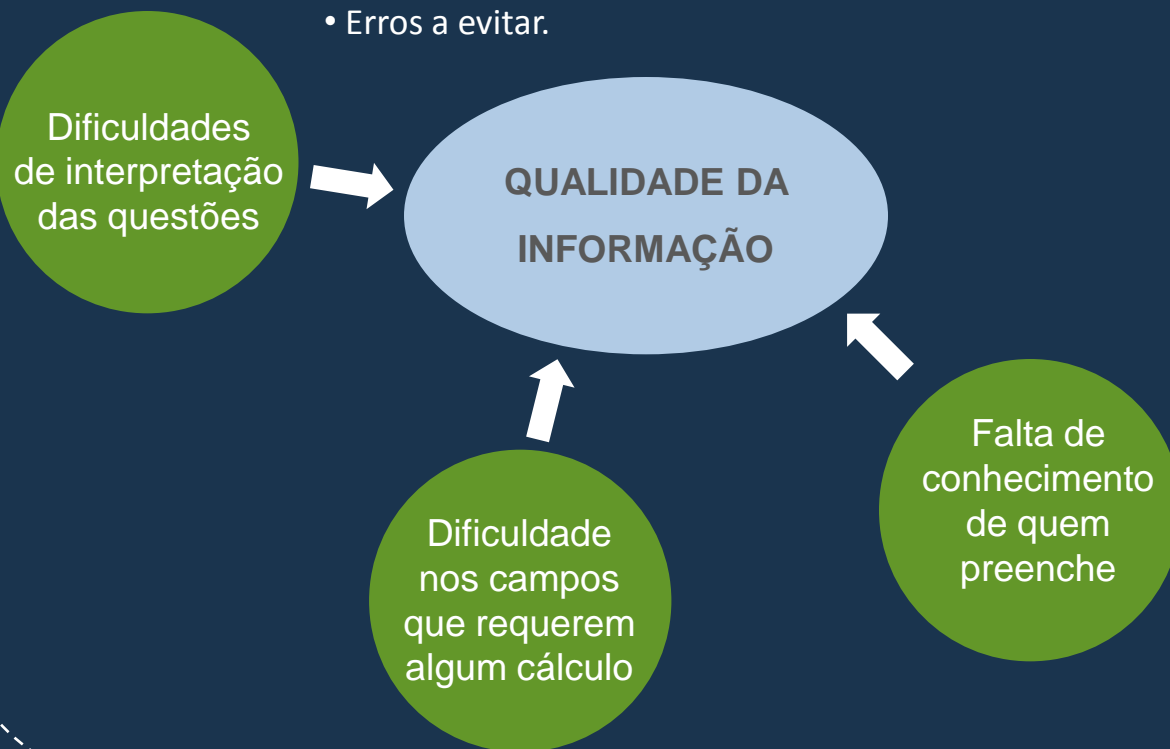 • Erros a evitar.
Dificuldades
de interpretação
das questões
QUALIDADE DA
INFORMAÇÃO
Dificuldade
nos campos
que requerem
algum cálculo
Falta de
conhecimento
de quem
preenche